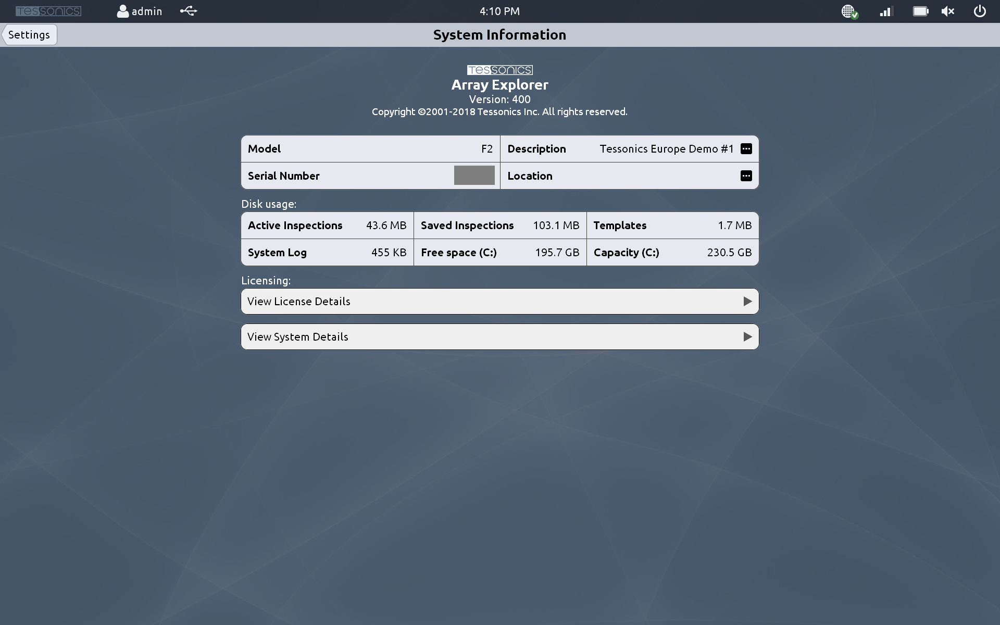 TESSONICS admin 4:10 PM
Settings System Information
TESSONICS
Array Explorer
Version: 400
Copyright ©2001-2018 Tessonics Inc. All rights reserved.
Model F2 Description Tessonics Europe Demo #1
Serial Number Location
Disk usage:
Active Inspections 43.6 MB Saved Inspections 103.1 MB Templates 1.7 MB
System Log 455 KB Free space (C:) 195.7 GB Capacity (C:) 230.5 GB
Licensing:
View License Details
View System Details